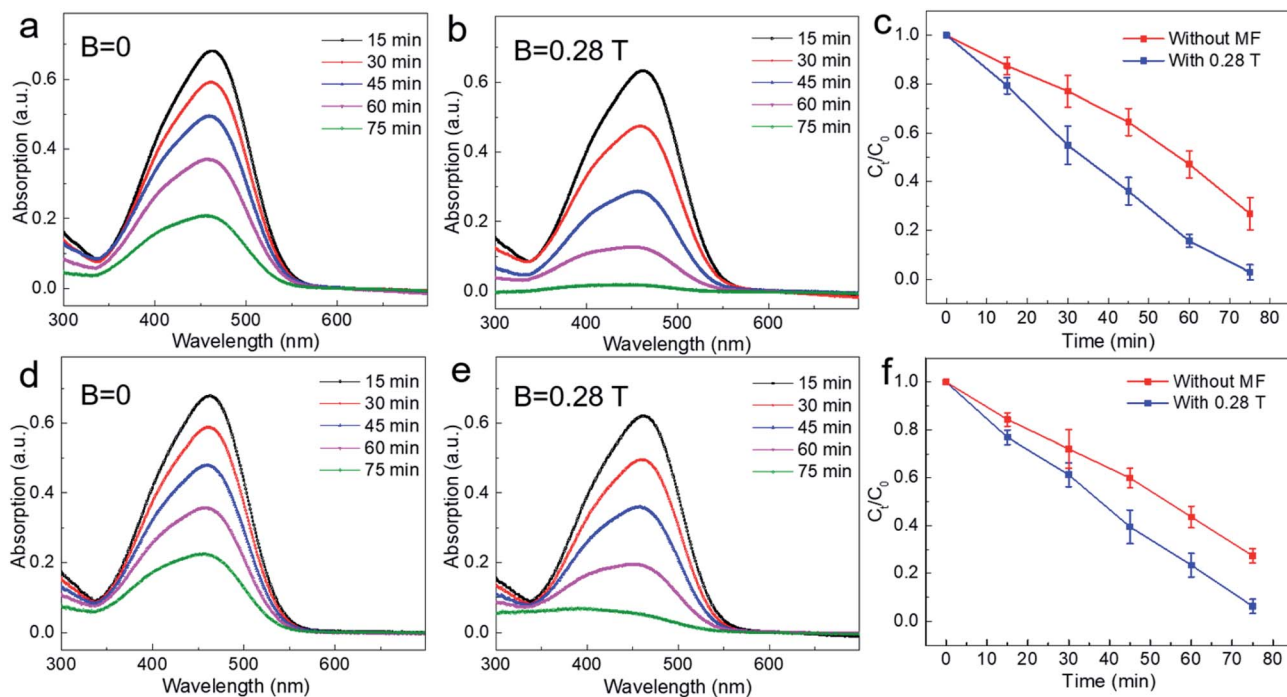 a
B=0
15 min
30 min
45 min
60 min
75 min
Absorption (a.u.)
0.6
0.4
0.2
0.0
300 400 500 600
Wavelength (nm)
b
B=0.28 T
15 min
30 min
45 min
60 min
75 min
Absorption (a.u.)
0.6
0.4
0.2
0.0
300 400 500 600
Wavelength (nm)
c
Without MF
With 0.28 T
Ct/C0
1.0
0.8
0.6
0.4
0.2
0.0
0 10 20 30 40 50 60 70 80
Time (min)
d
B=0
15 min
30 min
45 min
60 min
75 min
Absorption (a.u.)
0.6
0.4
0.2
0.0
300 400 500 600
Wavelength (nm)
e
B=0.28 T
15 min
30 min
45 min
60 min
75 min
Absorption (a.u.)
0.6
0.4
0.2
0.0
300 400 500 600
Wavelength (nm)
f
Without MF
With 0.28 T
Ct/C0
1.0
0.8
0.6
0.4
0.2
0.0
0 10 20 30 40 50 60 70 80
Time (min)